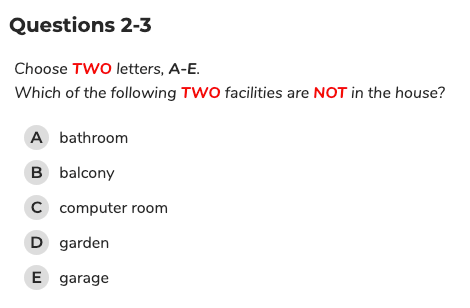 Questions 2-3
Choose TWO letters, A-E.
Which of the following TWO facilities are NOT in the house?
A bathroom
B balcony
C computer room
D garden
E garage